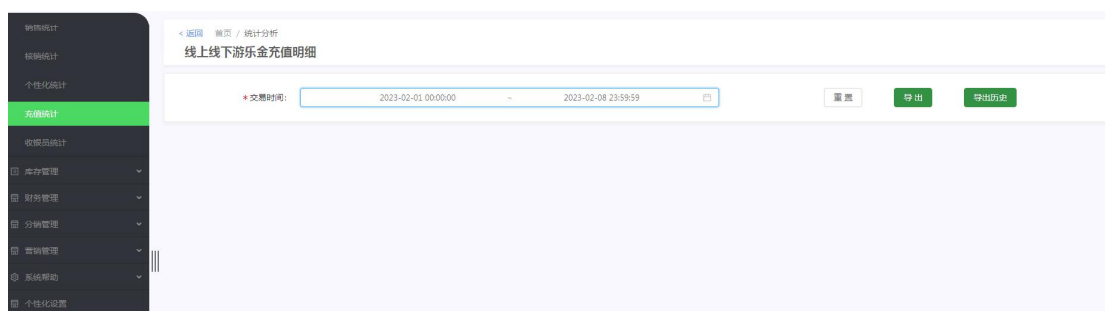 销售统计
核销统计
个性化统计
充值统计
收银员统计
库存管理
财务管理
分销管理
营销管理
系统帮助
个性化设置
< 返回 首页 / 统计分析
线上线下游乐金充值明细
* 交易时间: 2023-02-01 00:00:00 ~ 2023-02-08 23:59:59 重置 导出 导出历史